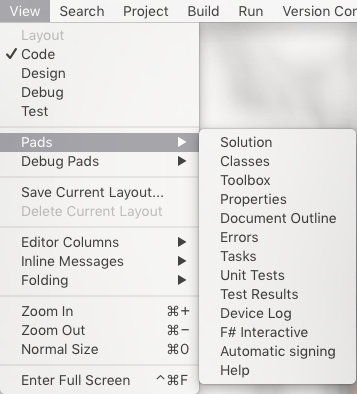 View Search Project Build Run Version Con
Layout
✓ Code
Design
Debug
Test
Pads ▶
Debug Pads ▶
Save Current Layout...
Delete Current Layout
Editor Columns ▶
Inline Messages ▶
Folding ▶
Zoom In ⌘+
Zoom Out ⌘−
Normal Size ⌘0
Enter Full Screen ^⌘F
Solution
Classes
Toolbox
Properties
Document Outline
Errors
Tasks
Unit Tests
Test Results
Device Log
F# Interactive
Automatic signing
Help